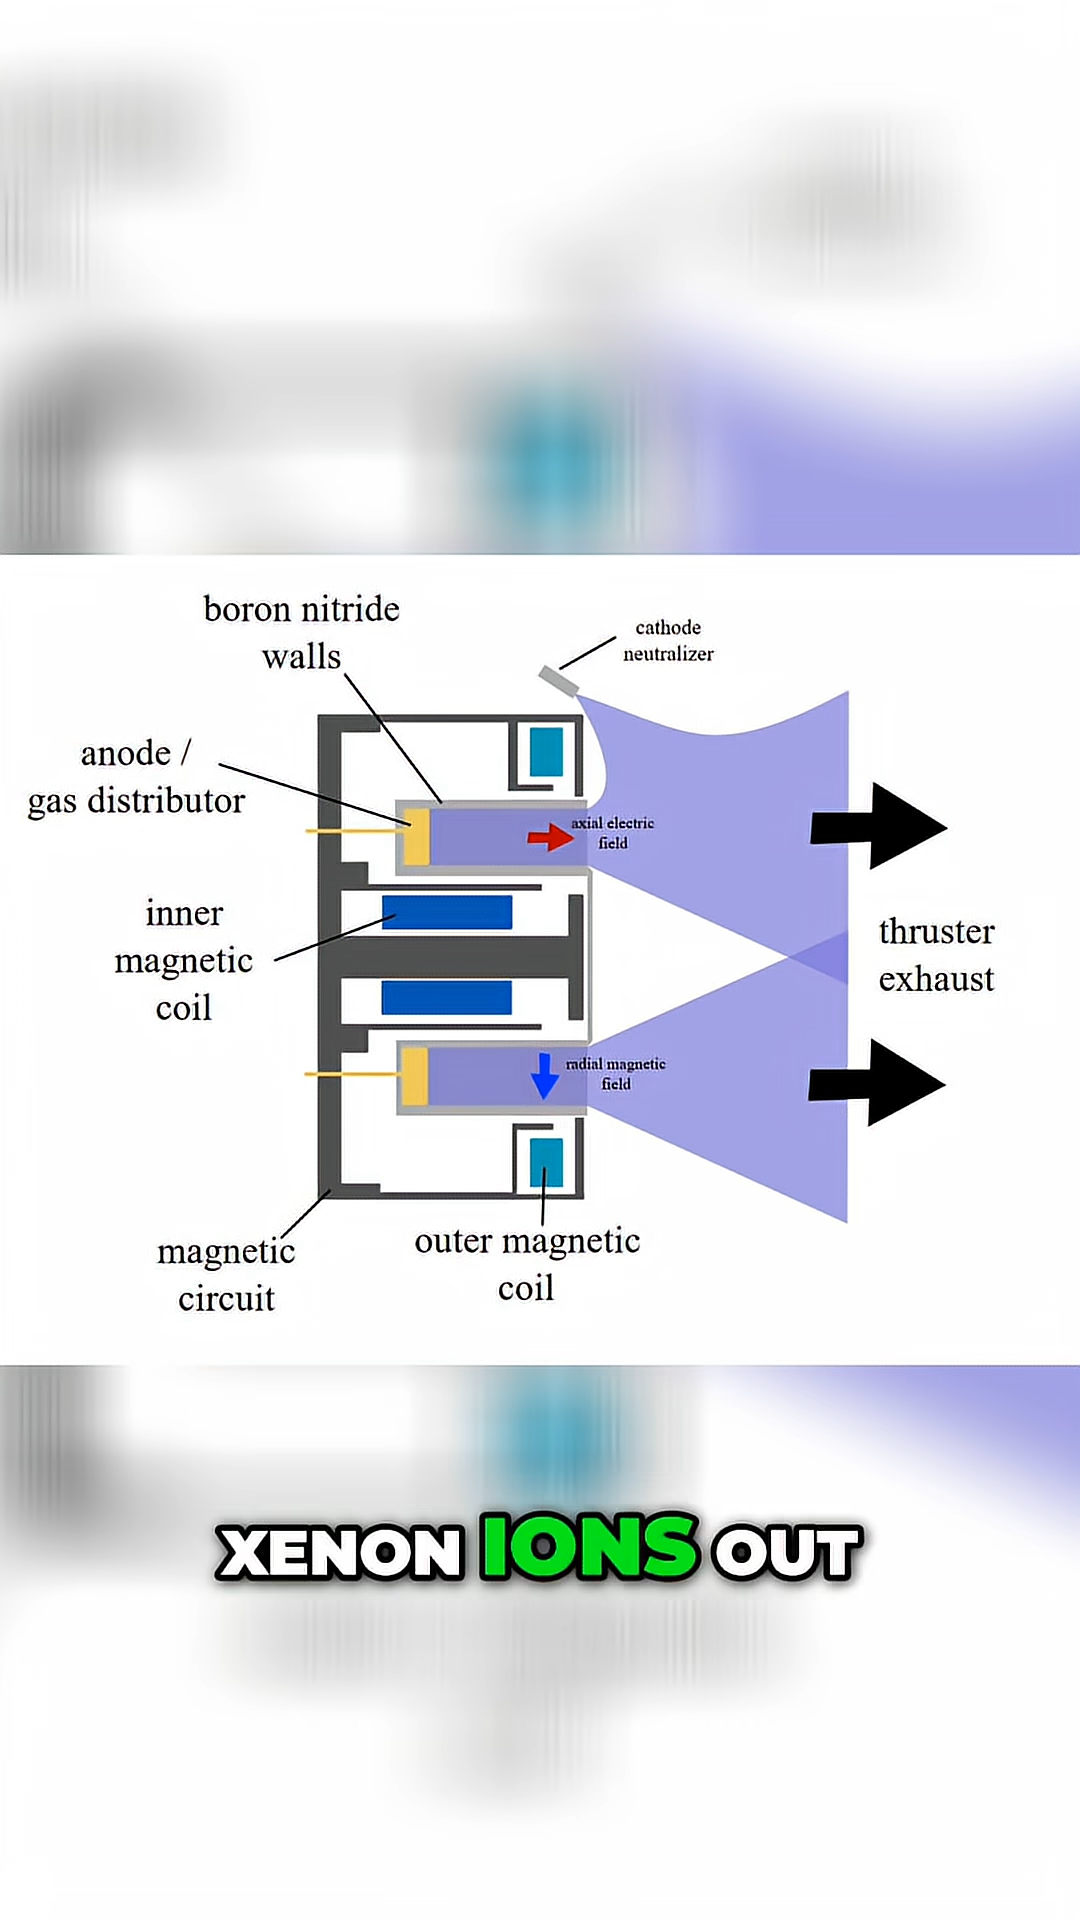 boron nitride
walls
cathode
neutralizer
anode /
gas distributor
axial electric
field
inner
magnetic
coil
thruster
exhaust
radial magnetic
field
magnetic
circuit
outer magnetic
coil
XENON IONS OUT